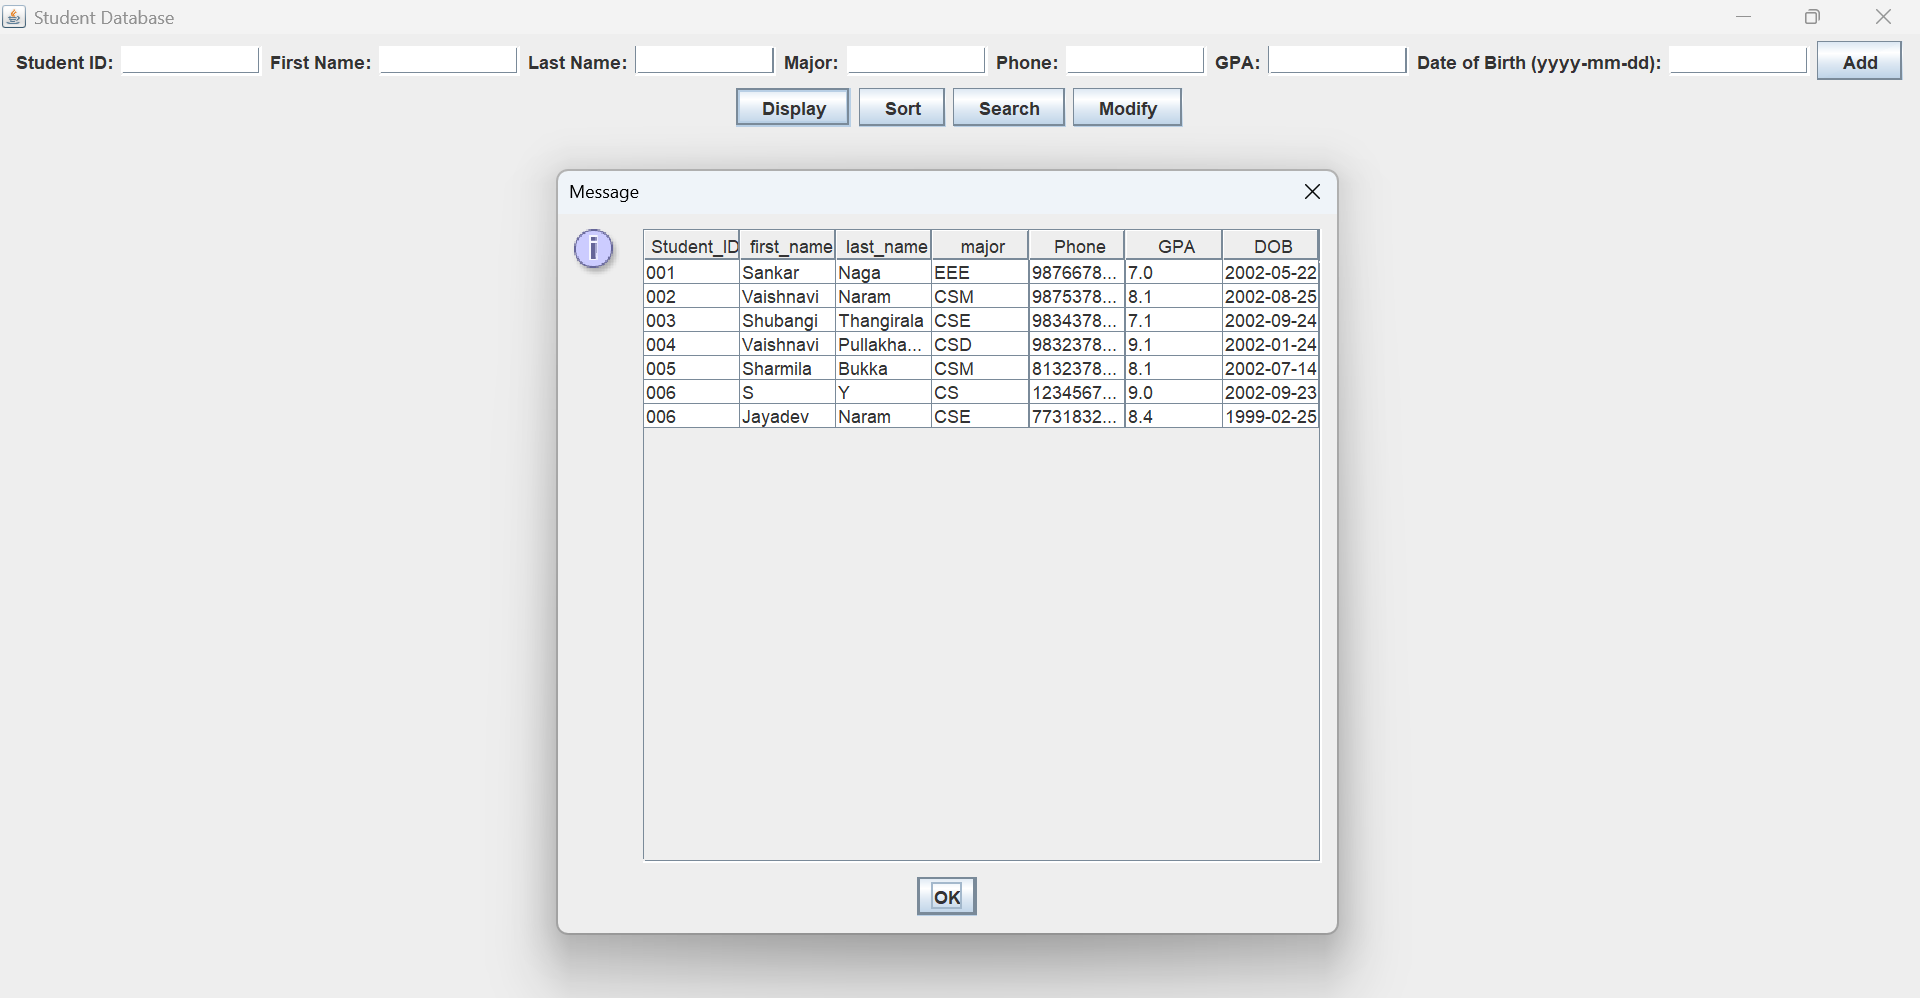 Student Database
Student ID: First Name: Last Name: Major: Phone: GPA: Date of Birth (yyyy-mm-dd): Add
Display Sort Search Modify
Message
i
Student_ID first_name last_name major Phone GPA DOB
001 Sankar Naga EEE 9876678... 7.0 2002-05-22
002 Vaishnavi Naram CSM 9875378... 8.1 2002-08-25
003 Shubangi Thangirala CSE 9834378... 7.1 2002-09-24
004 Vaishnavi Pullakha... CSD 9832378... 9.1 2002-01-24
005 Sharmila Bukka CSM 8132378... 8.1 2002-07-14
006 S Y CS 1234567... 9.0 2002-09-23
006 Jayadev Naram CSE 7731832... 8.4 1999-02-25
OK